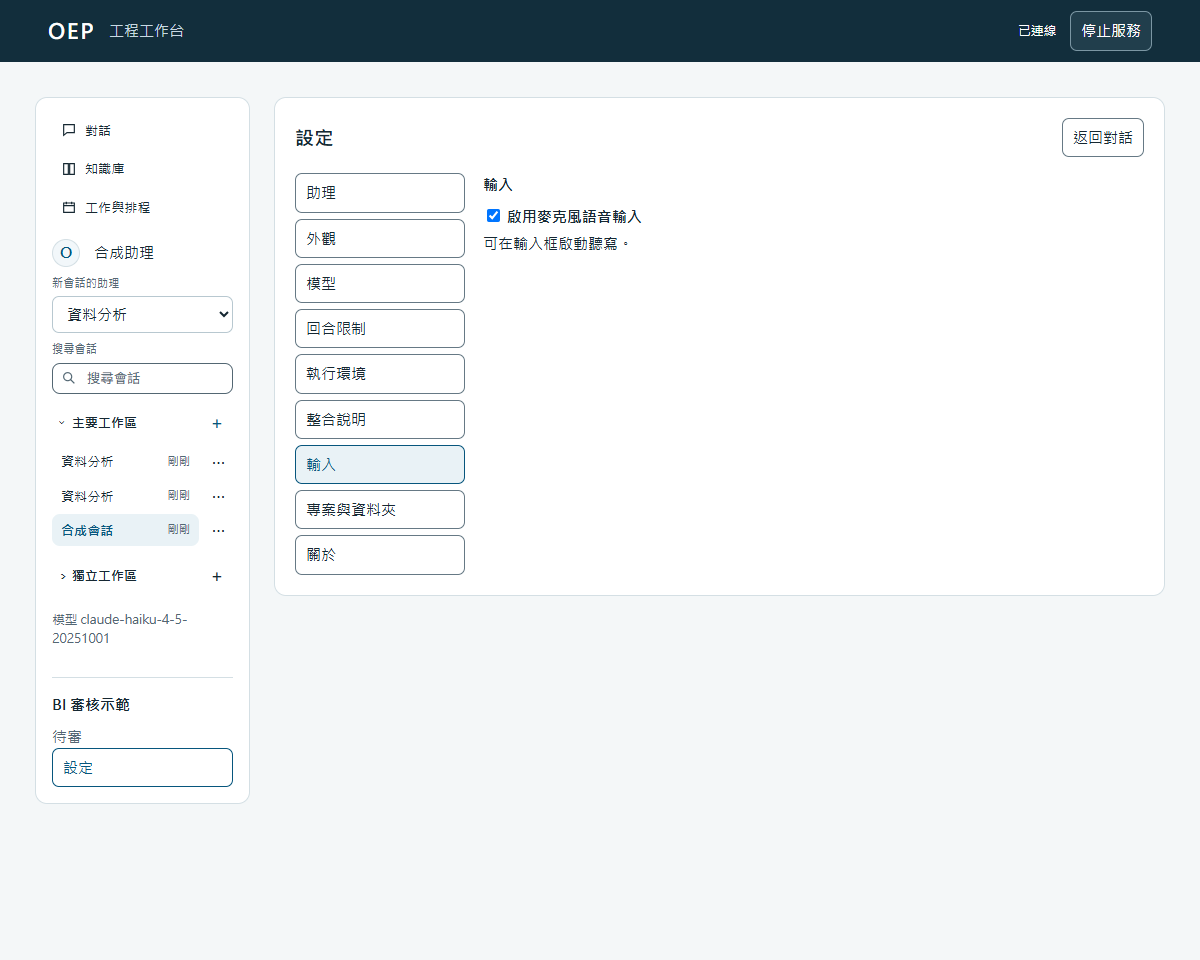 OEP 工程工作台
已連線
停止服務
對話
知識庫
工作與排程
O 合成助理
新會話的助理
資料分析
搜尋會話
搜尋會話
主要工作區 +
資料分析 剛剛 ...
資料分析 剛剛 ...
合成會話 剛剛 ...
獨立工作區 +
模型 claude-haiku-4-5-
20251001
BI 審核示範
待審
設定
設定
返回對話
助理
外觀
模型
回合限制
執行環境
整合說明
輸入
專案與資料夾
關於
輸入
啟用麥克風語音輸入
可在輸入框啟動聽寫。